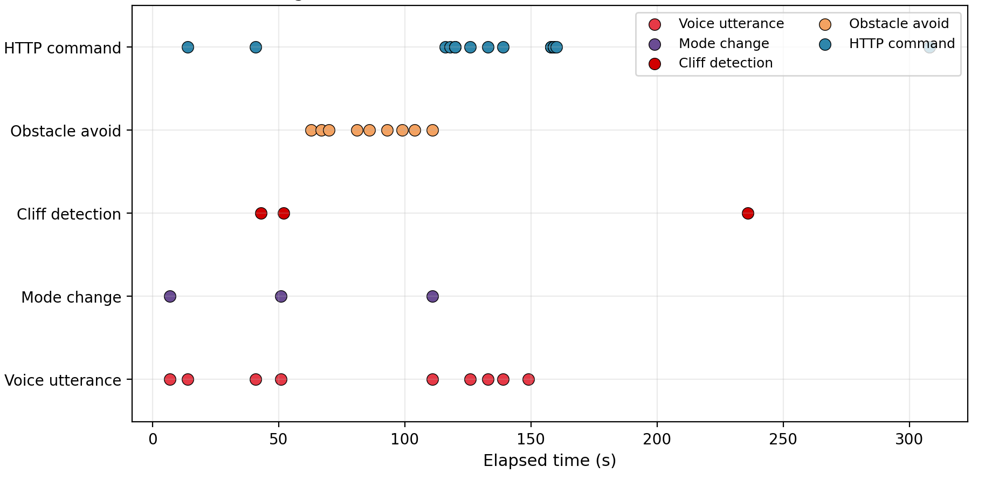 HTTP command
Obstacle avoid
Cliff detection
Mode change
Voice utterance
Voice utterance
Mode change
Cliff detection
Obstacle avoid
HTTP command
0 50 100 150 200 250 300
Elapsed time (s)